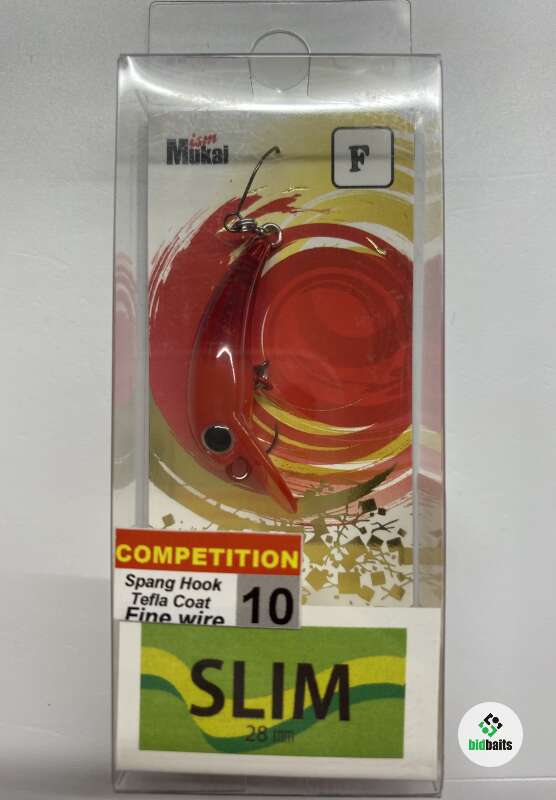 ism
Mukai
F
COMPETITION
Spang Hook
Tefla Coat
Fine wire
10
SLIM
28 mm
bidbaits